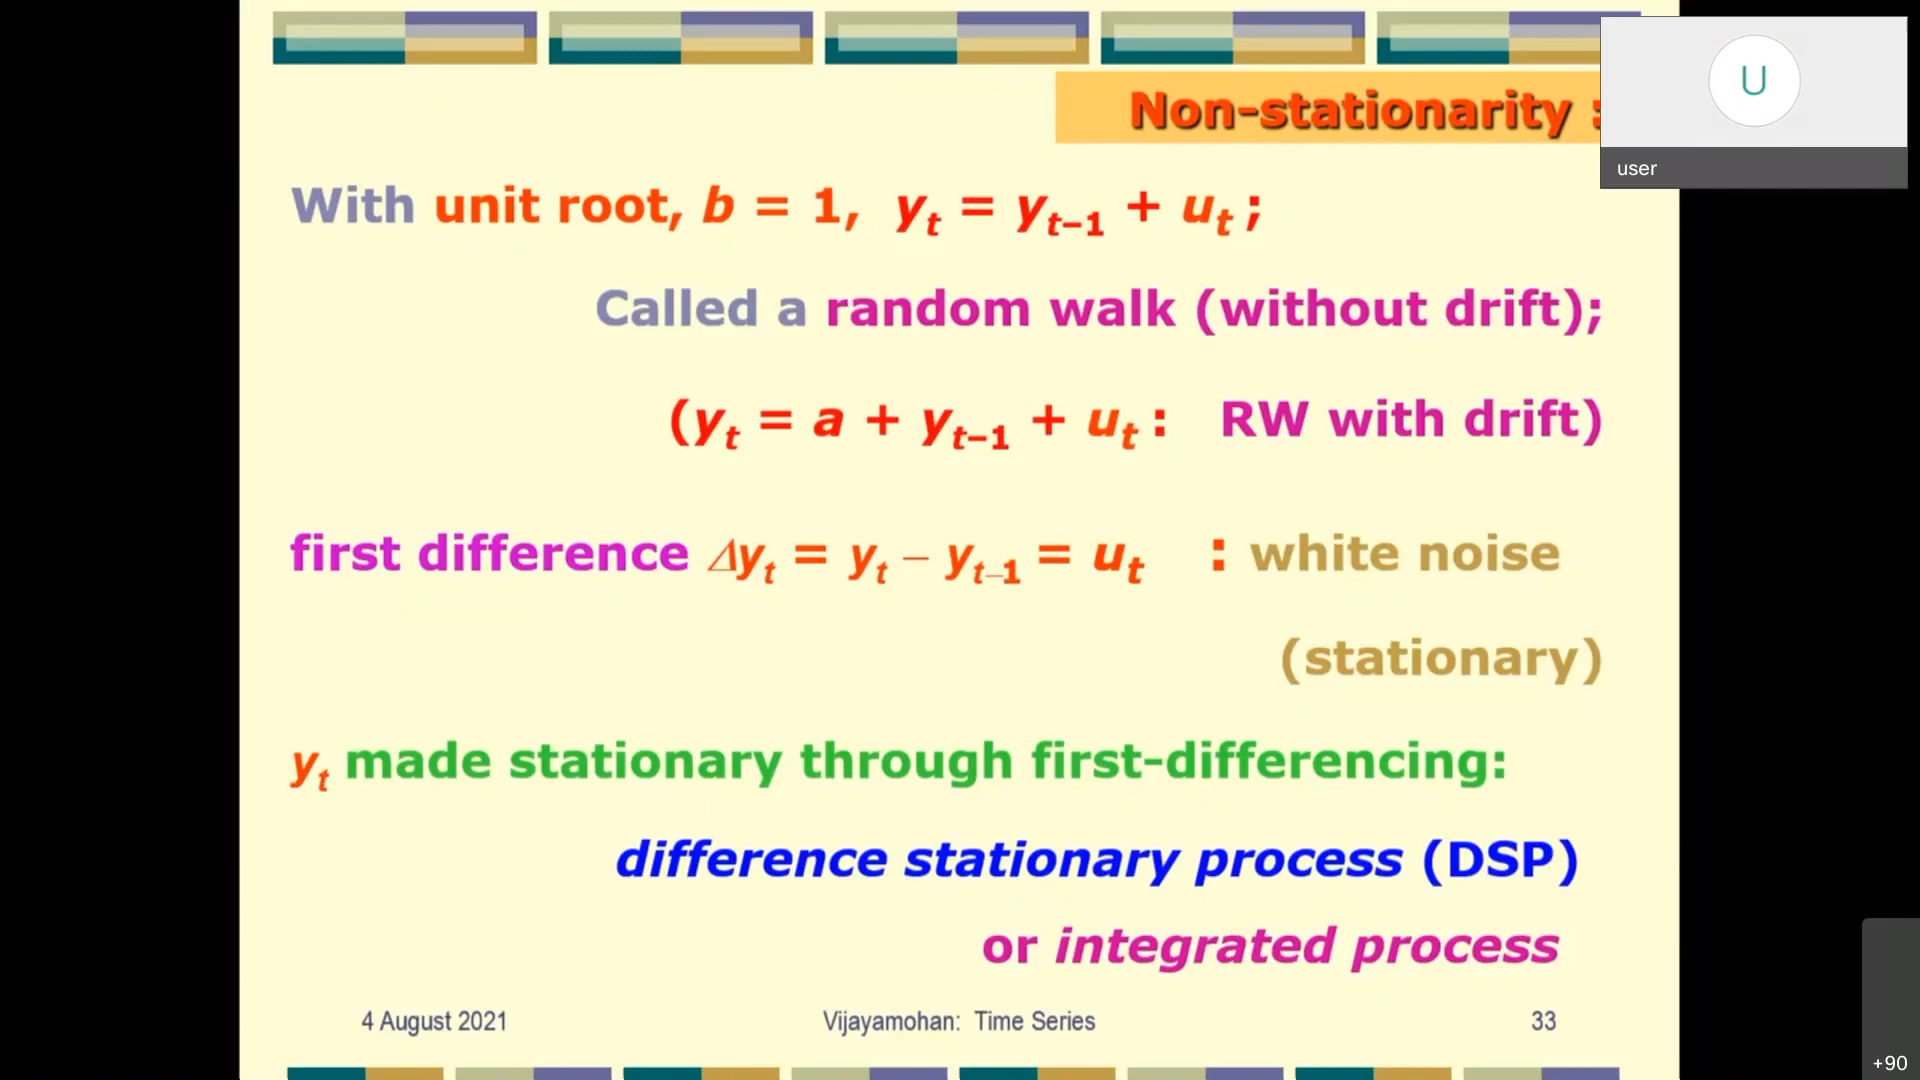 Non-stationarity :
U
user
With unit root, b = 1, yt = yt–1 + ut ;
Called a random walk (without drift);
(yt = a + yt–1 + ut : RW with drift)
first difference Δyt = yt – yt–1 = ut : white noise
(stationary)
yt made stationary through first-differencing:
difference stationary process (DSP)
or integrated process
4 August 2021 Vijayamohan: Time Series 33
+90